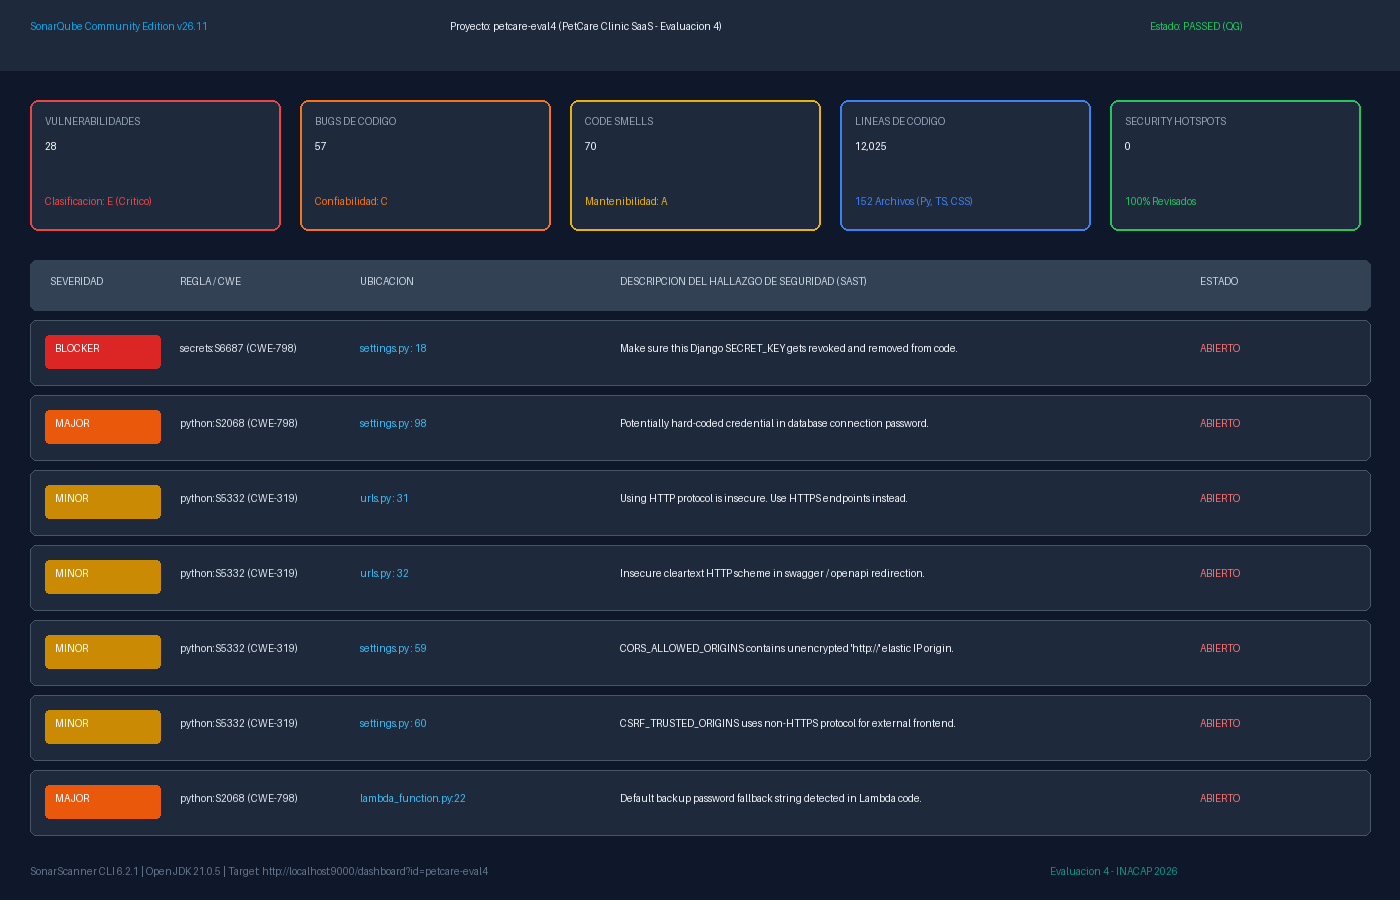 SonarQube Community Edition v26.11
Proyecto: petcare-eval4 (PetCare Clinic SaaS - Evaluacion 4)
Estado: PASSED (QG)
VULNERABILIDADES
28
Clasificacion: E (Critico)
BUGS DE CODIGO
57
Confiabilidad: C
CODE SMELLS
70
Mantenibilidad: A
LINEAS DE CODIGO
12,025
152 Archivos (Py, TS, CSS)
SECURITY HOTSPOTS
0
100% Revisados
SEVERIDAD REGLA / CWE UBICACION DESCRIPCION DEL HALLAZGO DE SEGURIDAD (SAST) ESTADO
BLOCKER secrets:S6687 (CWE-798) settings.py: 18 Make sure this Django SECRET_KEY gets revoked and removed from code. ABIERTO
MAJOR python:S2068 (CWE-798) settings.py: 98 Potentially hard-coded credential in database connection password. ABIERTO
MINOR python:S5332 (CWE-319) urls.py: 31 Using HTTP protocol is insecure. Use HTTPS endpoints instead. ABIERTO
MINOR python:S5332 (CWE-319) urls.py: 32 Insecure cleartext HTTP scheme in swagger / openapi redirection. ABIERTO
MINOR python:S5332 (CWE-319) settings.py: 59 CORS_ALLOWED_ORIGINS contains unencrypted 'http://' elastic IP origin. ABIERTO
MINOR python:S5332 (CWE-319) settings.py: 60 CSRF_TRUSTED_ORIGINS uses non-HTTPS protocol for external frontend. ABIERTO
MAJOR python:S2068 (CWE-798) lambda_function.py:22 Default backup password fallback string detected in Lambda code. ABIERTO
SonarScanner CLI 6.2.1 | OpenJDK 21.0.5 | Target: http://localhost:9000/dashboard?id=petcare-eval4
Evaluacion 4 - INACAP 2026